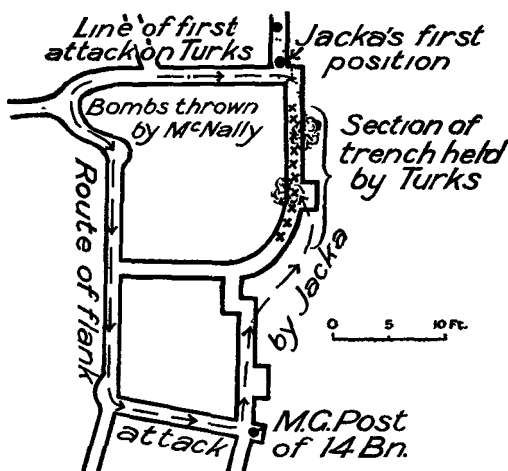 Line of first
attack on Turks
Jacka's first
position
Bombs thrown
by McNally
Section of
trench held
by Turks
Route of flank
attack
by Jacka
0 5 10 Ft.
M.G. Post
of 14 Bn.